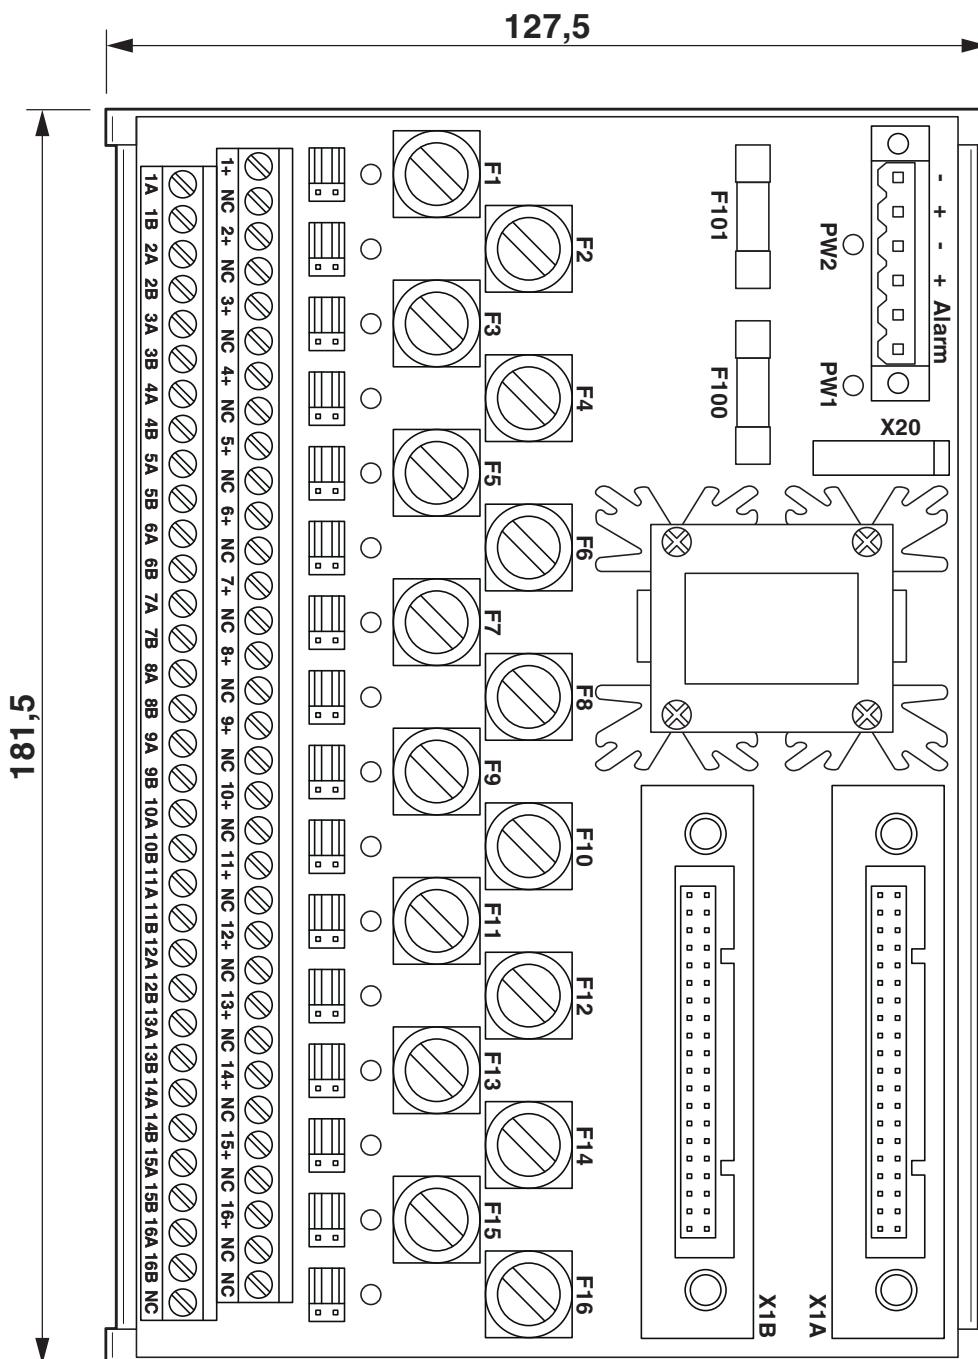 127,5
181,5
1A
1B
2A
2B
3A
3B
4A
4B
5A
5B
6A
6B
7A
7B
8A
8B
9A
9B
10A
10B
11A
11B
12A
12B
13A
13B
14A
14B
15A
15B
16A
16B
NC
1+
NC
2+
NC
3+
NC
4+
NC
5+
NC
6+
NC
7+
NC
8+
NC
9+
NC
10+
NC
11+
NC
12+
NC
13+
NC
14+
NC
15+
NC
16+
NC
NC
F1
F2
F3
F4
F5
F6
F7
F8
F9
F10
F11
F12
F13
F14
F15
F16
F101
F100
PW2
PW1
- + - + Alarm
X20
X1B
X1A